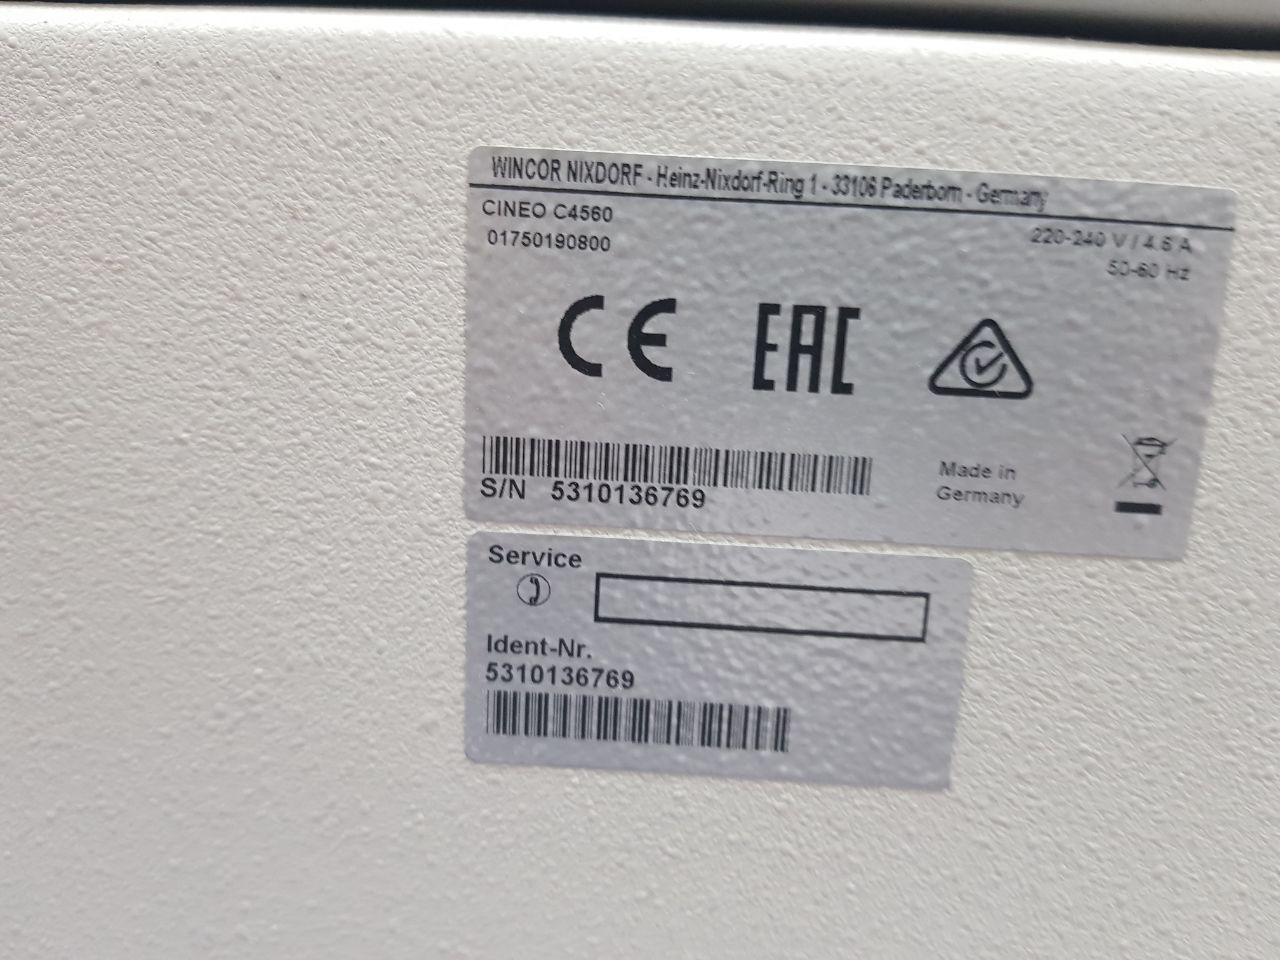 WINCOR NIXDORF - Heinz-Nixdorf-Ring 1 - 33106 Paderborn - Germany
CINEO C4560
220-240 V / 4.6 A
01750190800
50-60 Hz
CE EAC
S/N 5310136769
Made in
Germany
Service
Ident-Nr.
5310136769